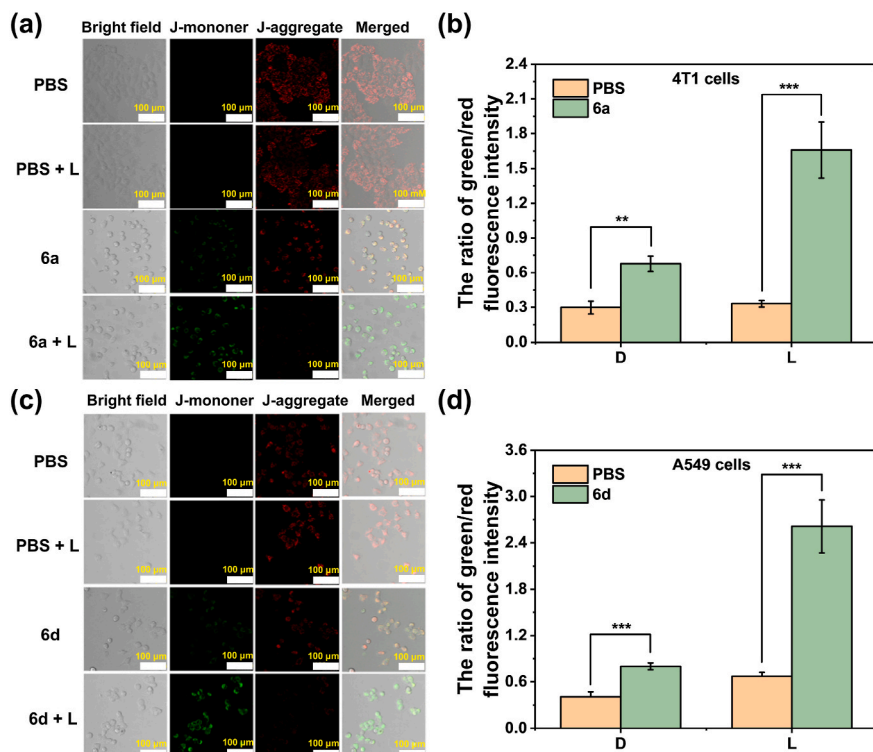 (a)
Bright field J-mononer J-aggregate Merged
PBS
100 μm 100 μm 100 μm 100 μm
PBS + L
100 μm 100 μm 100 μm 100 mM
6a
100 μm 100 μm 100 μm 100 μm
6a + L
100 μm 100 μm 100 μm 100 μm
(b)
The ratio of green/red
fluorescence intensity
2.4
2.1
1.8
1.5
1.2
0.9
0.6
0.3
0.0
PBS
6a
4T1 cells
**
***
D L
(c)
Bright field J-mononer J-aggregate Merged
PBS
100 μm 100 μm 100 μm 100 μm
PBS + L
100 μm 100 μm 100 μm 100 μm
6d
100 μm 100 μm 100 μm 100 μm
6d + L
100 μm 100 μm 100 μm 100 μm
(d)
The ratio of green/red
fluorescence intensity
3.6
3.0
2.4
1.8
1.2
0.6
0.0
PBS
6d
A549 cells
***
***
D L